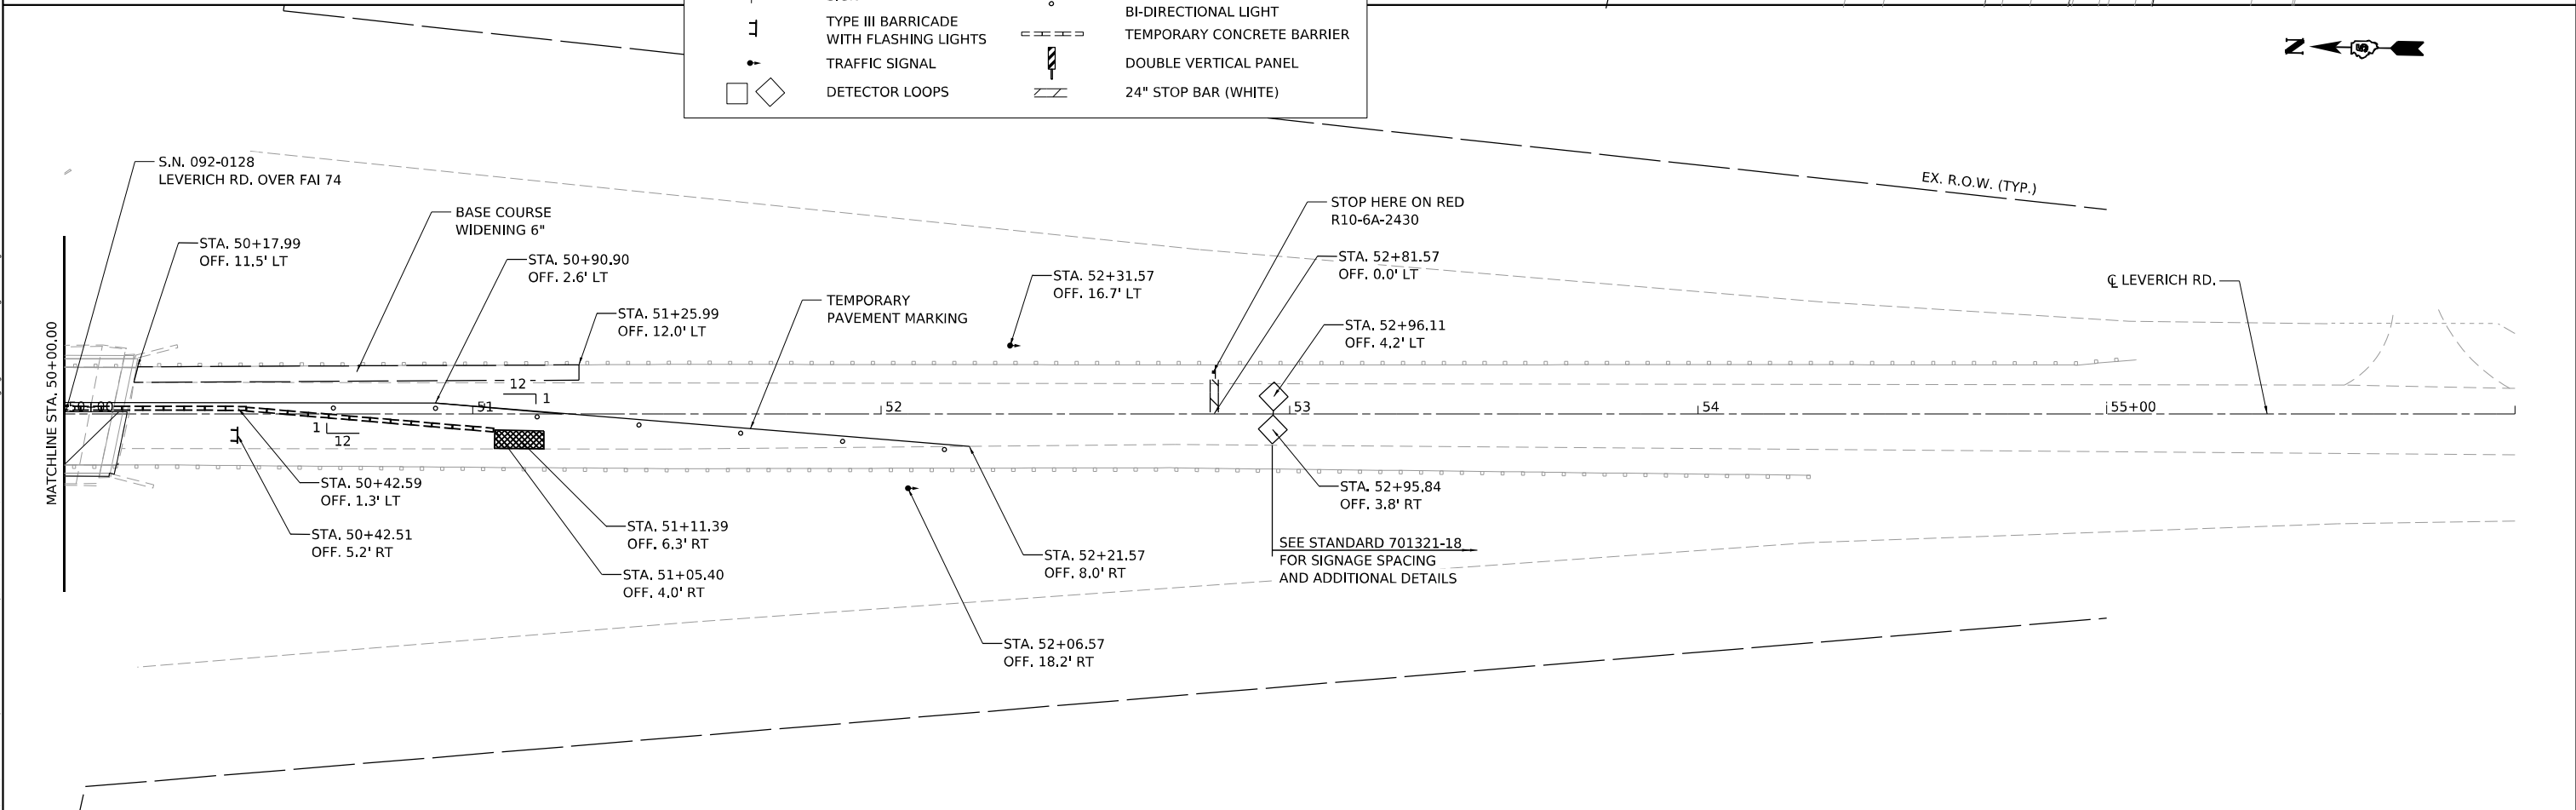 BI-DIRECTIONAL LIGHT
TYPE III BARRICADE
WITH FLASHING LIGHTS
TEMPORARY CONCRETE BARRIER
TRAFFIC SIGNAL
DOUBLE VERTICAL PANEL
DETECTOR LOOPS
24" STOP BAR (WHITE)
N
S.N. 092-0128
LEVERICH RD. OVER FAI 74
EX. R.O.W. (TYP.)
BASE COURSE
WIDENING 6"
STOP HERE ON RED
R10-6A-2430
STA. 50+17.99
OFF. 11.5' LT
STA. 50+90.90
OFF. 2.6' LT
STA. 52+81.57
OFF. 0.0' LT
STA. 52+31.57
OFF. 16.7' LT
℄ LEVERICH RD.
TEMPORARY
PAVEMENT MARKING
STA. 51+25.99
OFF. 12.0' LT
STA. 52+96.11
OFF. 4.2' LT
MATCHLINE STA. 50+00.00
12
1
50+00
51
52
53
54
55+00
1
12
STA. 50+42.59
OFF. 1.3' LT
STA. 52+95.84
OFF. 3.8' RT
STA. 50+42.51
OFF. 5.2' RT
STA. 51+11.39
OFF. 6.3' RT
STA. 52+21.57
OFF. 8.0' RT
SEE STANDARD 701321-18
FOR SIGNAGE SPACING
AND ADDITIONAL DETAILS
STA. 51+05.40
OFF. 4.0' RT
STA. 52+06.57
OFF. 18.2' RT